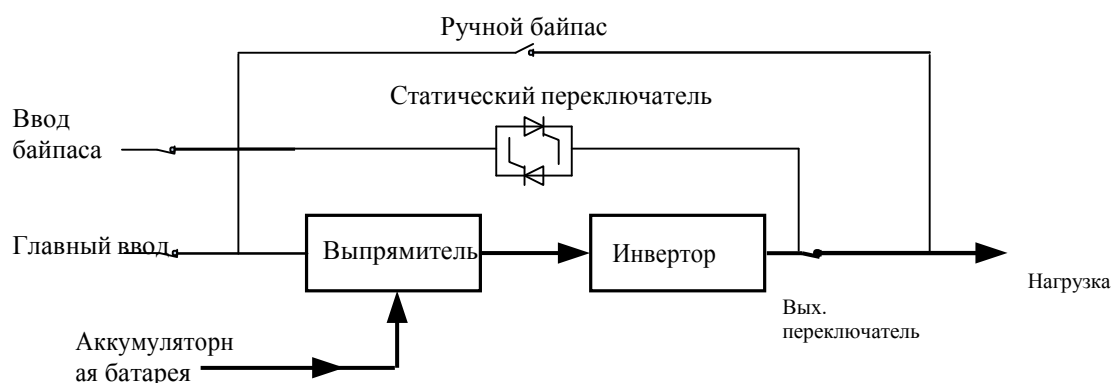 Ручной байпас
Статический переключатель
Ввод
байпаса
Главный ввод
Выпрямитель
Инвертор
Нагрузка
Вых.
переключатель
Аккумуляторн
ая батарея